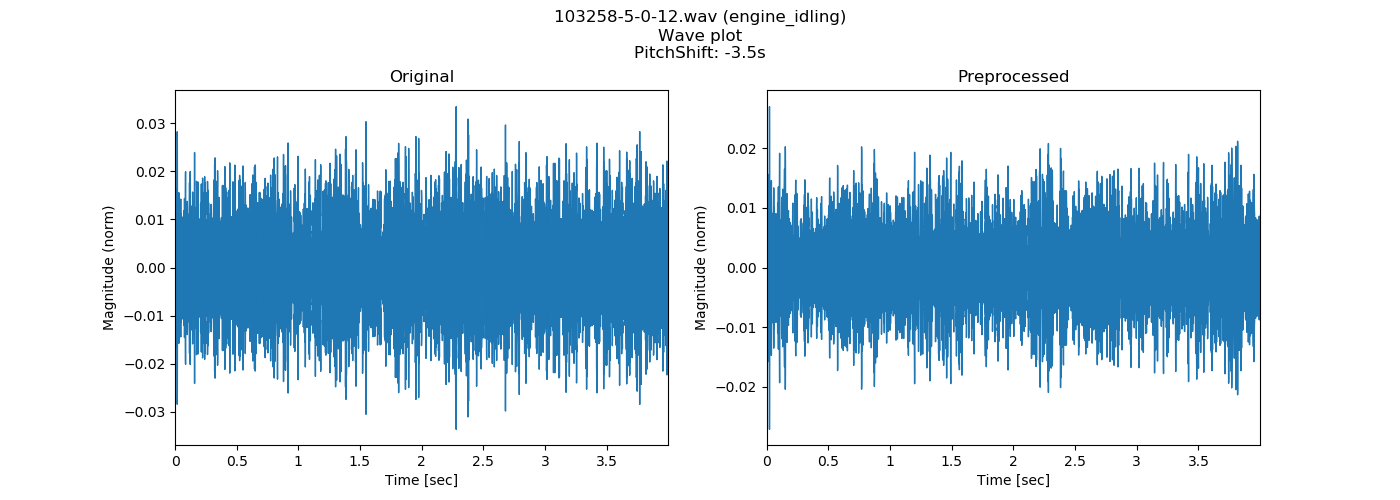 103258-5-0-12.wav (engine_idling)
Wave plot
PitchShift: -3.5s
Original
0.03
0.02
0.01
0.00
−0.01
−0.02
−0.03
Magnitude (norm)
0 0.5 1 1.5 2 2.5 3 3.5
Time [sec]
Preprocessed
0.02
0.01
0.00
−0.01
−0.02
Magnitude (norm)
0 0.5 1 1.5 2 2.5 3 3.5
Time [sec]